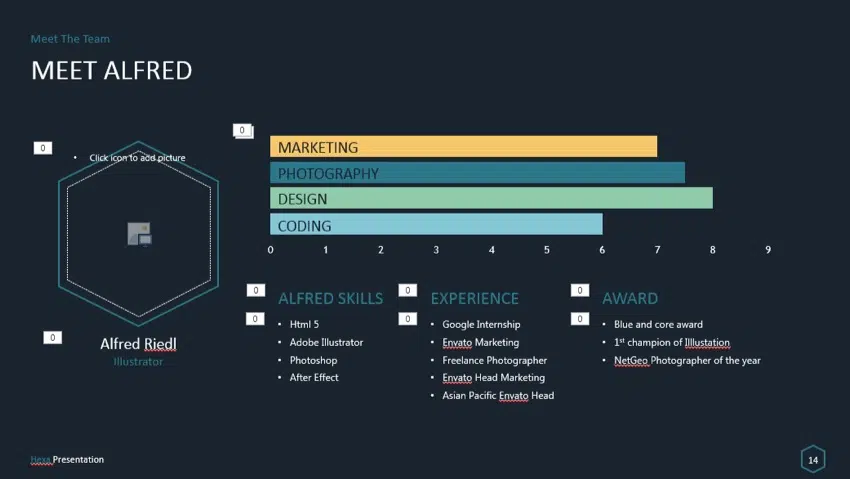 Meet The Team
MEET ALFRED
0
0
Click icon to add picture
MARKETING
PHOTOGRAPHY
DESIGN
CODING
0 1 2 3 4 5 6 7 8 9
0 0 0
ALFRED SKILLS EXPERIENCE AWARD
0 0 0
• Html 5
• Adobe Illustrator
• Photoshop
• After Effect
• Google Internship
• Envato Marketing
• Freelance Photographer
• Envato Head Marketing
• Asian Pacific Envato Head
• Blue and core award
• 1st champion of Illlustation
• NetGeo Photographer of the year
0
Alfred Riedl
Illustrator
Hexa Presentation
14